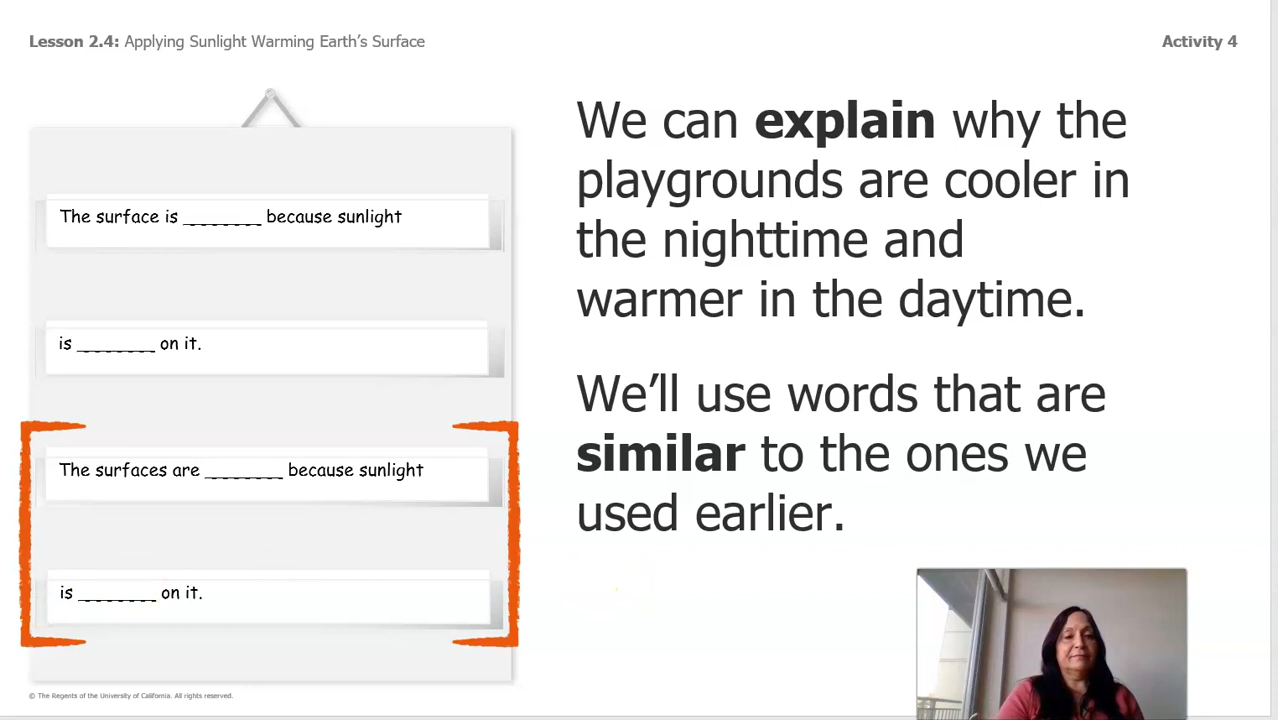 Lesson 2.4: Applying Sunlight Warming Earth's Surface
Activity 4
The surface is ________ because sunlight
is ________ on it.
The surfaces are ________ because sunlight
is ________ on it.
We can explain why the
playgrounds are cooler in
the nighttime and
warmer in the daytime.
We'll use words that are
similar to the ones we
used earlier.
© The Regents of the University of California. All rights reserved.